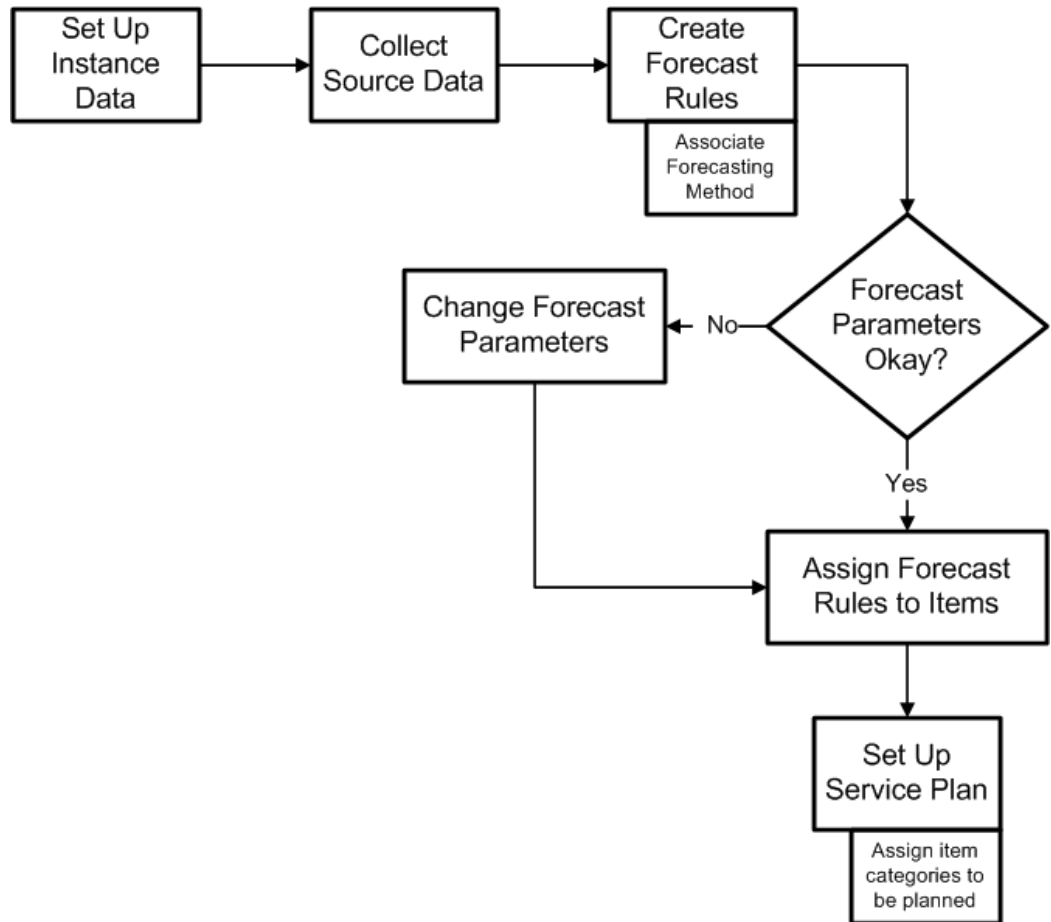 Set Up
Instance
Data
Collect
Source Data
Create
Forecast
Rules
Associate
Forecasting
Method
Forecast
Parameters
Okay?
No
Change Forecast
Parameters
Yes
Assign Forecast
Rules to Items
Set Up
Service Plan
Assign item
categories to
be planned